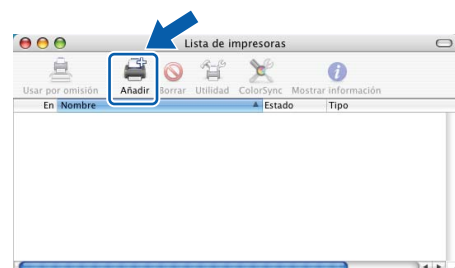 Lista de impresoras
Usar por omisión Añadir Borrar Utilidad ColorSync Mostrar información
En Nombre Estado Tipo